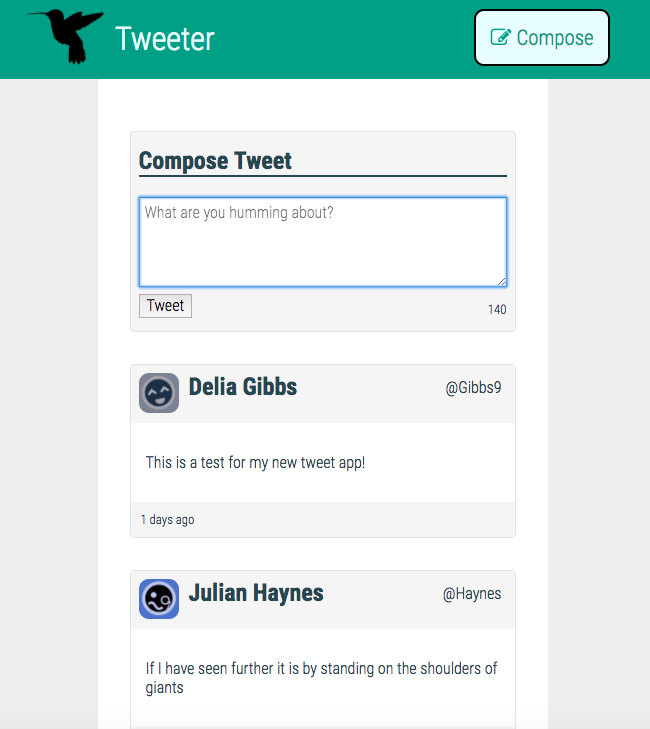 Tweeter
Compose
Compose Tweet
What are you humming about?
Tweet
140
Delia Gibbs
@Gibbs9
This is a test for my new tweet app!
1 days ago
Julian Haynes
@Haynes
If I have seen further it is by standing on the shoulders of
giants